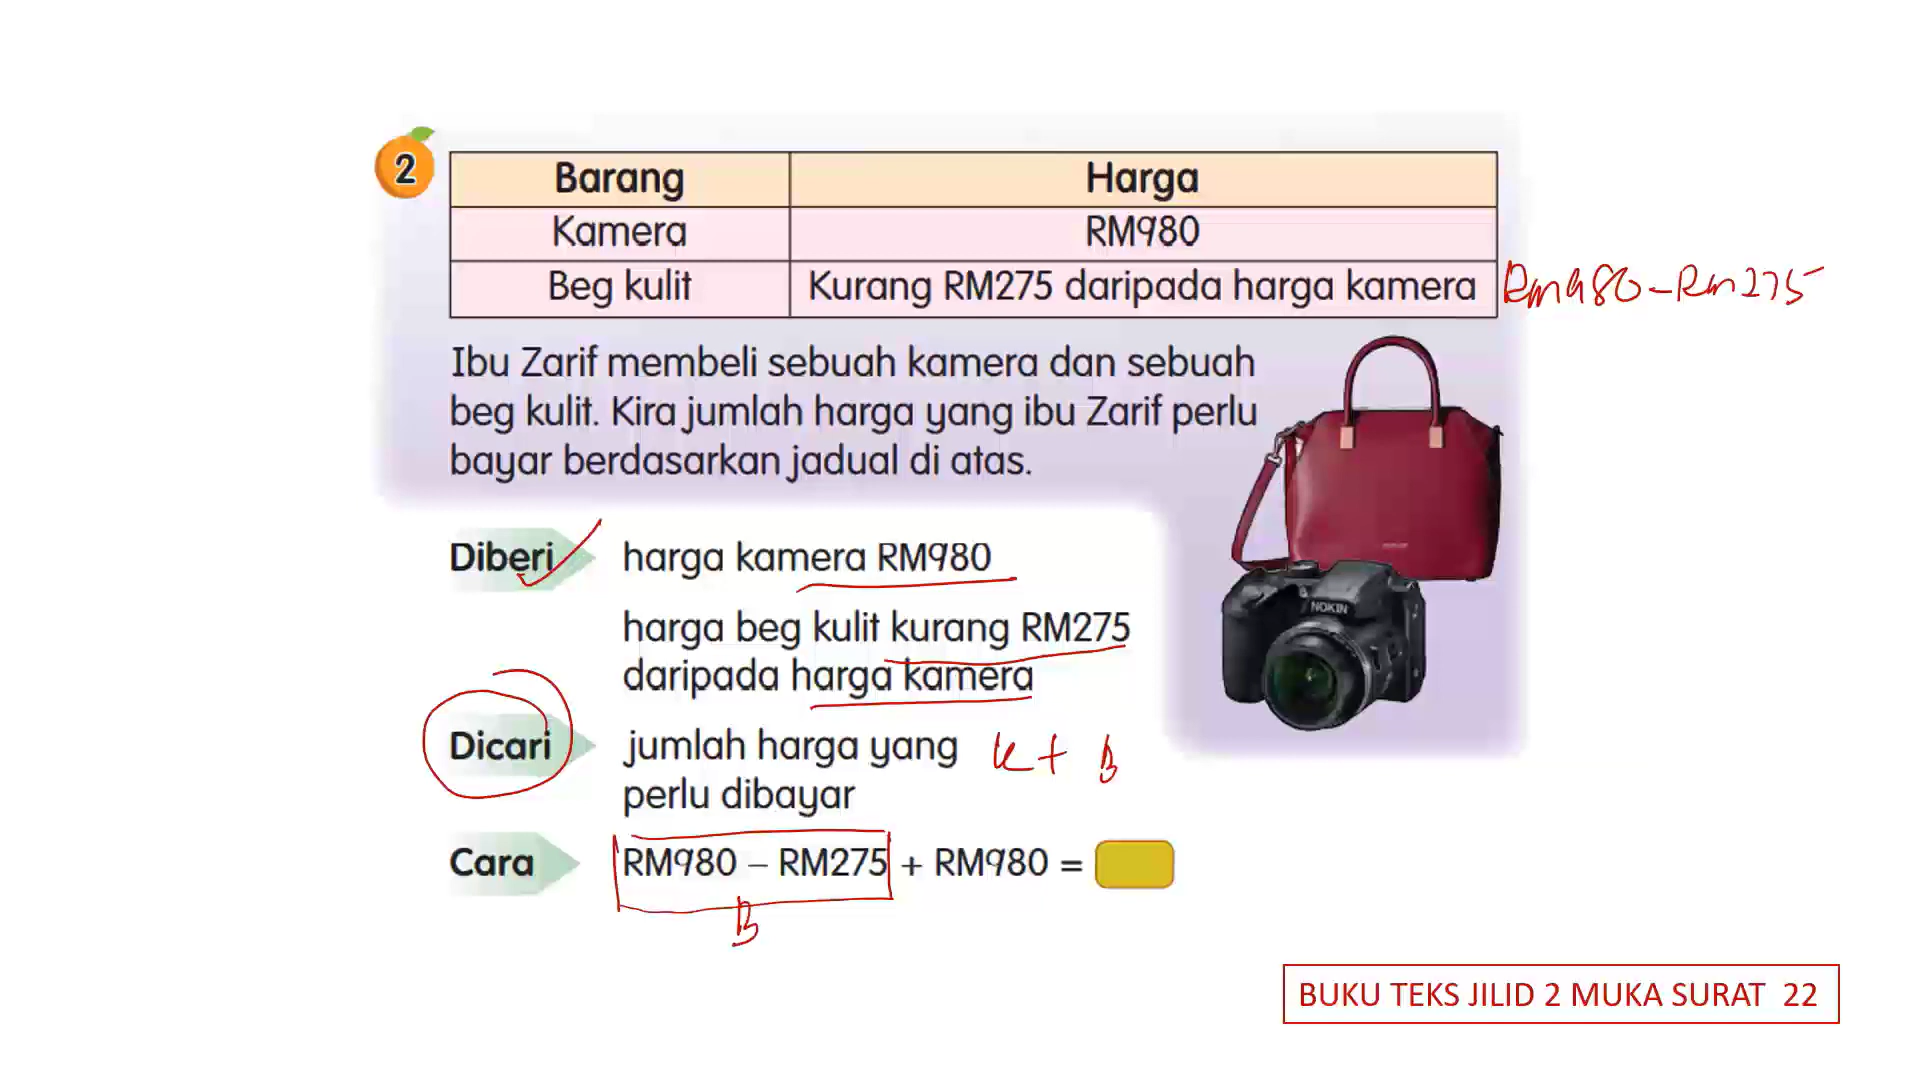 2
Barang Harga
Kamera RM980
Beg kulit Kurang RM275 daripada harga kamera Rm980-Rm275
Ibu Zarif membeli sebuah kamera dan sebuah
beg kulit. Kira jumlah harga yang ibu Zarif perlu
bayar berdasarkan jadual di atas.
Diberi harga kamera RM980
harga beg kulit kurang RM275
daripada harga kamera
NOKIN
Dicari jumlah harga yang K + B
perlu dibayar
Cara RM980 – RM275 + RM980 =
B
BUKU TEKS JILID 2 MUKA SURAT 22